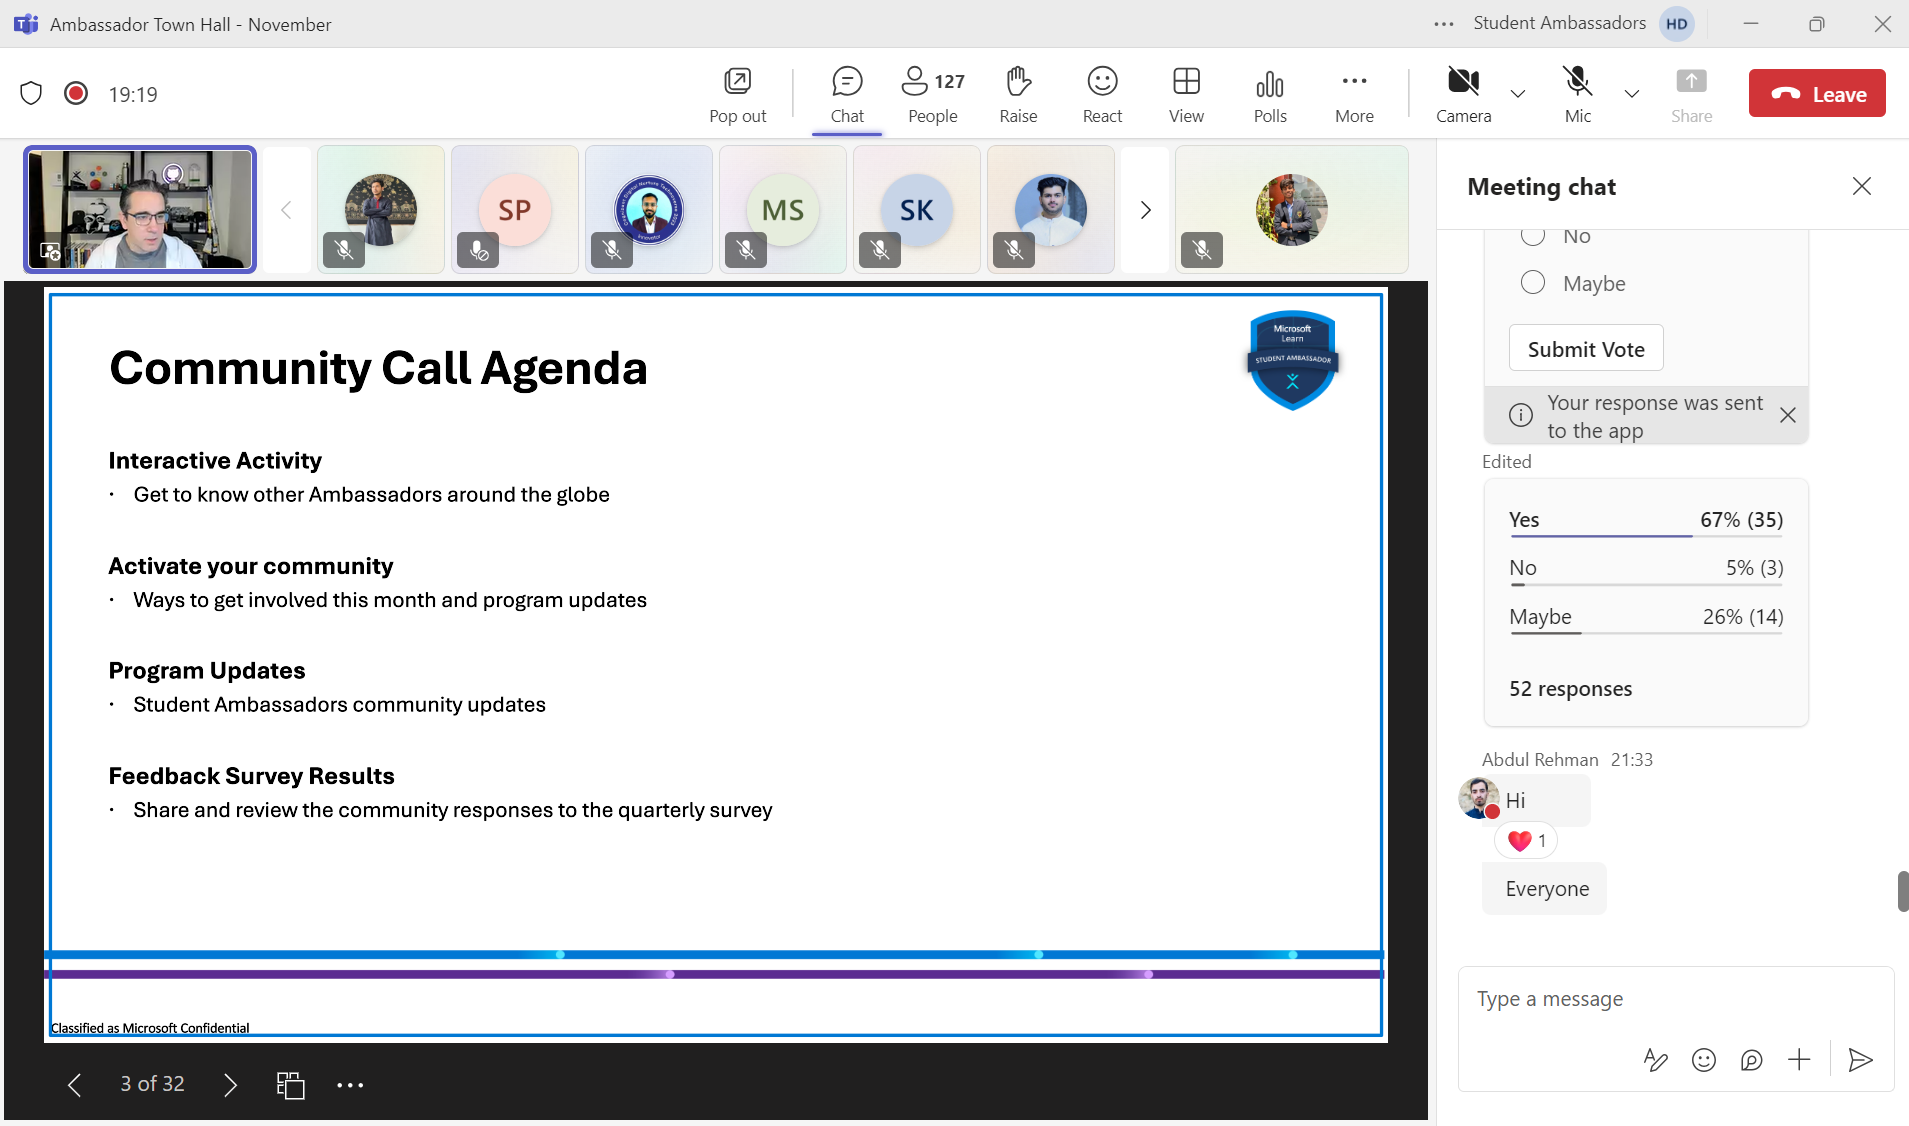 Ambassador Town Hall - November
Student Ambassadors
HD
19:19
Pop out
Chat
127
People
Raise
React
View
Polls
More
Camera
Mic
Share
Leave
SP
MS
SK
Community Call Agenda
Microsoft
Learn
STUDENT AMBASSADOR
Interactive Activity
· Get to know other Ambassadors around the globe
Activate your community
· Ways to get involved this month and program updates
Program Updates
· Student Ambassadors community updates
Feedback Survey Results
· Share and review the community responses to the quarterly survey
Classified as Microsoft Confidential
3 of 32
Meeting chat
No
Maybe
Submit Vote
Your response was sent
to the app
Edited
Yes 67% (35)
No 5% (3)
Maybe 26% (14)
52 responses
Abdul Rehman 21:33
Hi
1
Everyone
Type a message